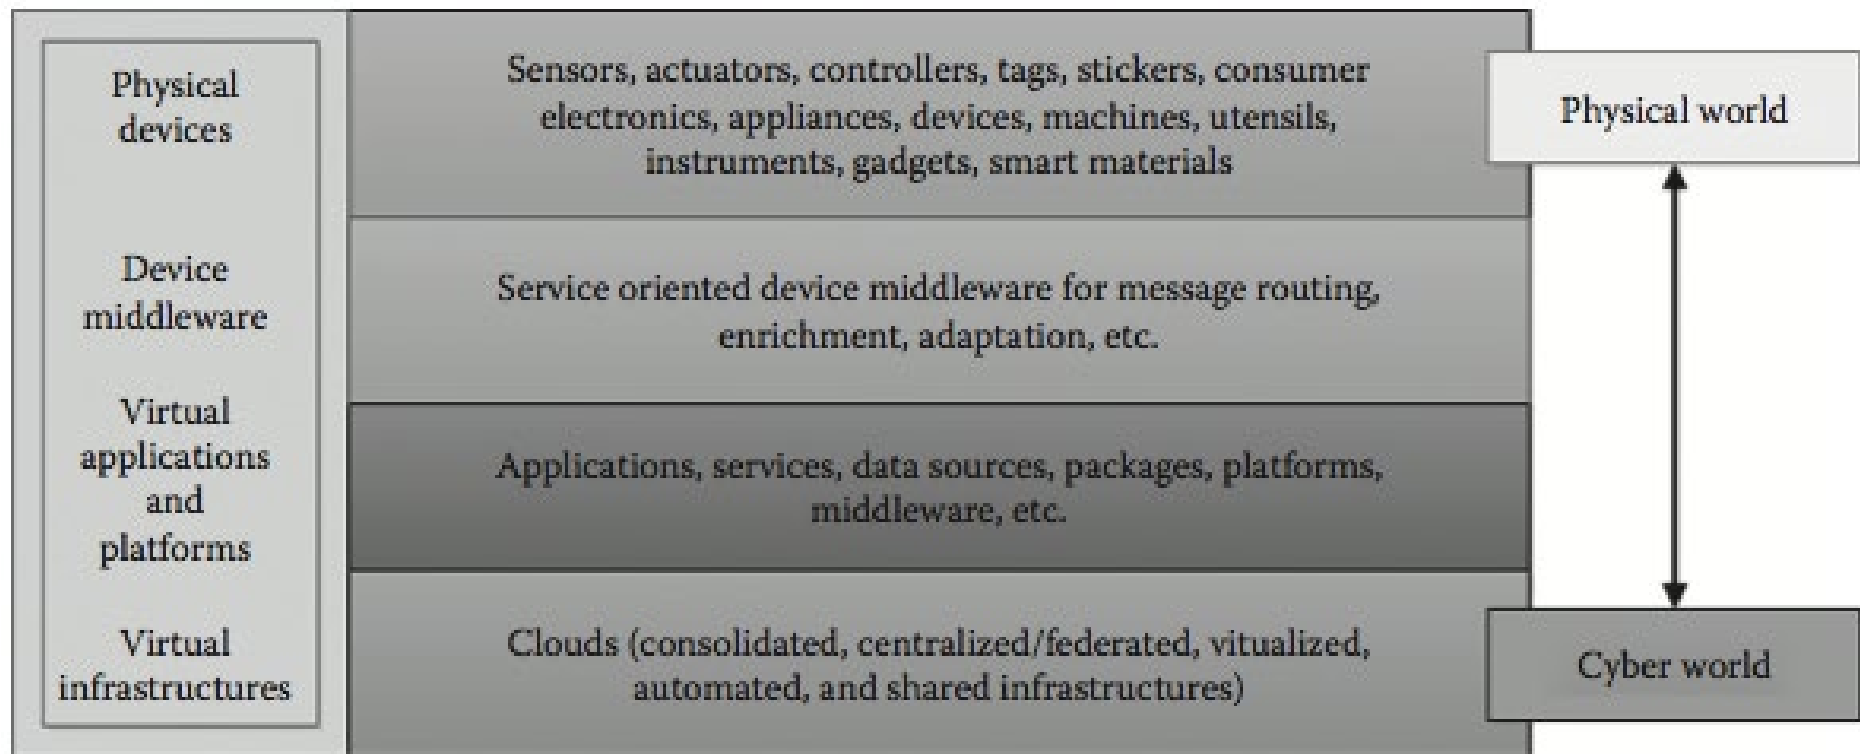 Physical
devices
Sensors, actuators, controllers, tags, stickers, consumer
electronics, appliances, devices, machines, utensils,
instruments, gadgets, smart materials
Physical world
Device
middleware
Service oriented device middleware for message routing,
enrichment, adaptation, etc.
Virtual
applications
and
platforms
Applications, services, data sources, packages, platforms,
middleware, etc.
Virtual
infrastructures
Clouds (consolidated, centralized/federated, vitualized,
automated, and shared infrastructures)
Cyber world